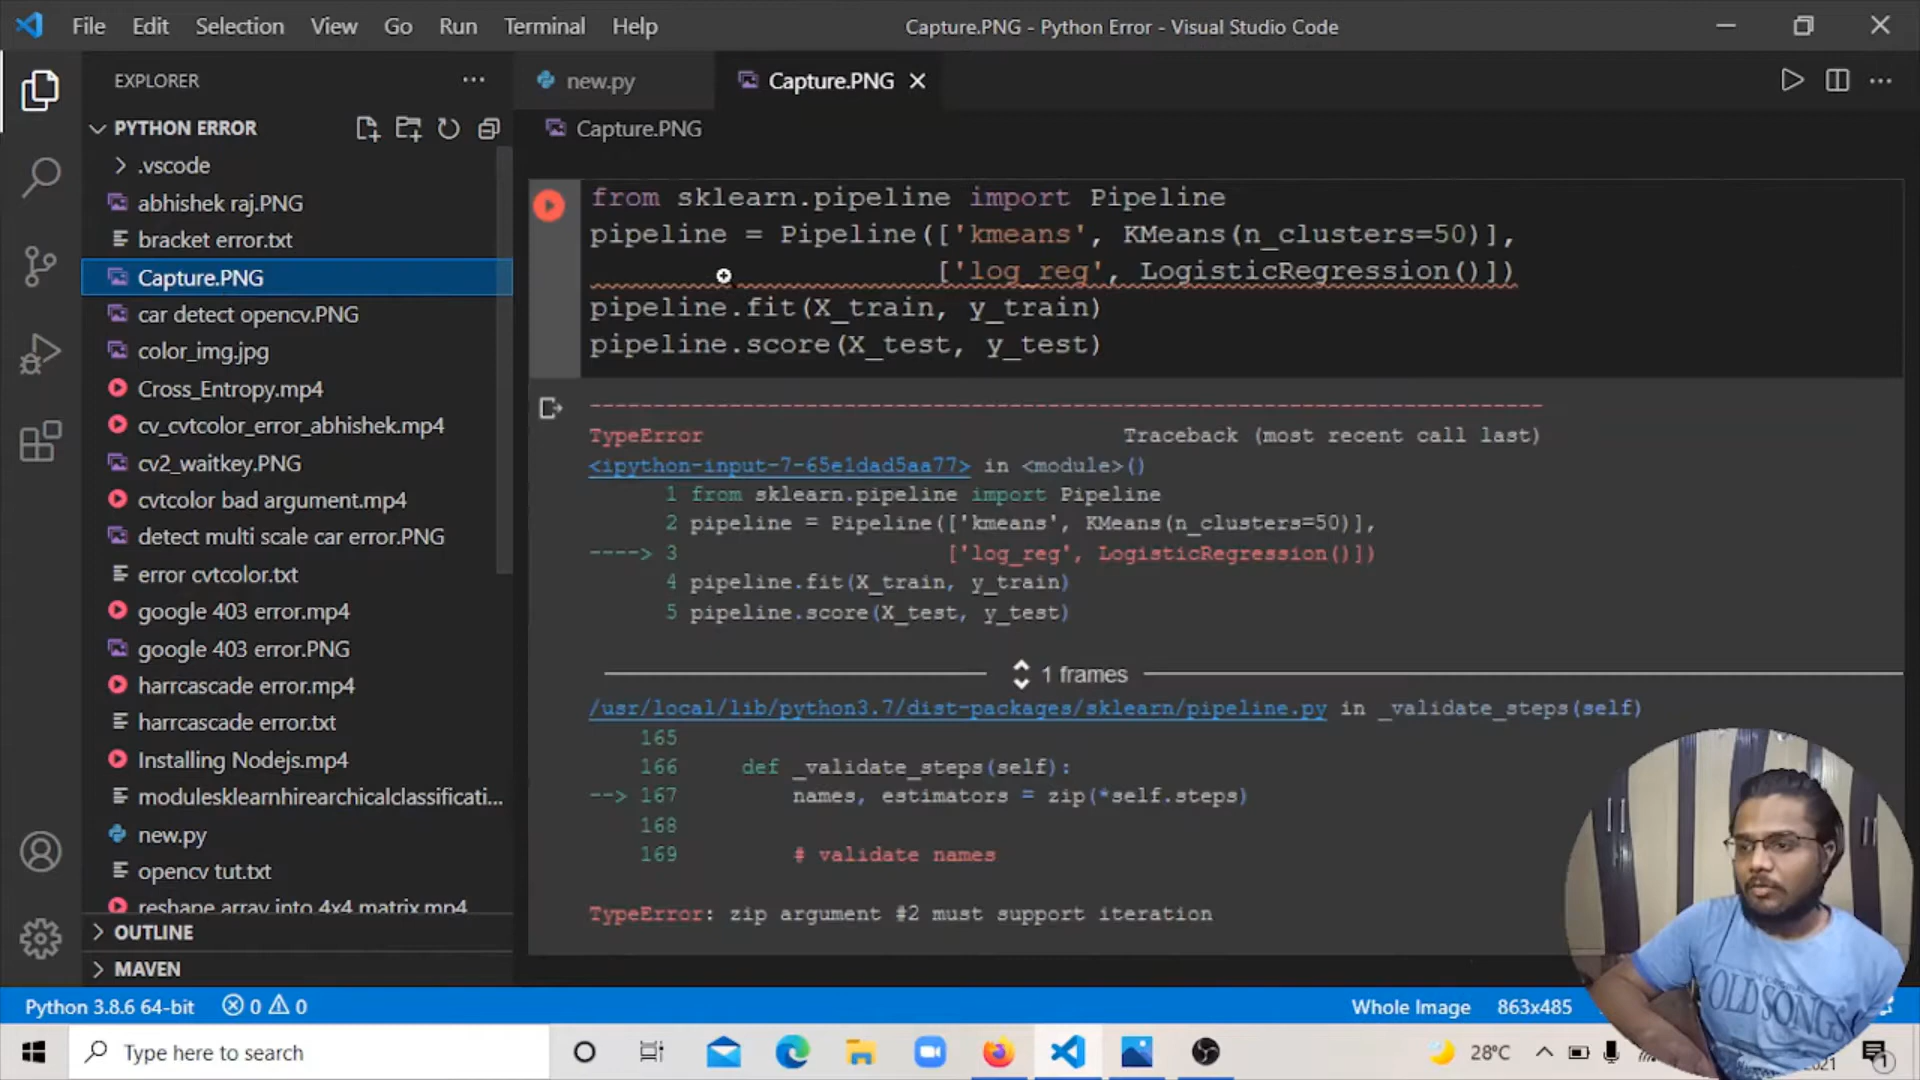 File Edit Selection View Go Run Terminal Help
Capture.PNG - Python Error - Visual Studio Code
EXPLORER
new.py
Capture.PNG
PYTHON ERROR
Capture.PNG
.vscode
abhishek raj.PNG
bracket error.txt
Capture.PNG
car detect opencv.PNG
color_img.jpg
Cross_Entropy.mp4
cv_cvtcolor_error_abhishek.mp4
cv2_waitkey.PNG
cvtcolor bad argument.mp4
detect multi scale car error.PNG
error cvtcolor.txt
google 403 error.mp4
google 403 error.PNG
harrcascade error.mp4
harrcascade error.txt
Installing Nodejs.mp4
modulesklearnhirearchicalclassificati...
new.py
opencv tut.txt
reshape array into 4x4 matrix.mp4
OUTLINE
MAVEN
from sklearn.pipeline import Pipeline
pipeline = Pipeline(['kmeans', KMeans(n_clusters=50)],
['log_reg', LogisticRegression()])
pipeline.fit(X_train, y_train)
pipeline.score(X_test, y_test)
TypeError Traceback (most recent call last)
<ipython-input-7-65e1dad5aa77> in <module>()
1 from sklearn.pipeline import Pipeline
2 pipeline = Pipeline(['kmeans', KMeans(n_clusters=50)],
----> 3 ['log_reg', LogisticRegression()])
4 pipeline.fit(X_train, y_train)
5 pipeline.score(X_test, y_test)
1 frames
/usr/local/lib/python3.7/dist-packages/sklearn/pipeline.py in _validate_steps(self)
165
166 def _validate_steps(self):
--> 167 names, estimators = zip(*self.steps)
168
169 # validate names
TypeError: zip argument #2 must support iteration
Python 3.8.6 64-bit 0 0
Whole Image 863x485
Type here to search
28°C
1
OLD SONGS